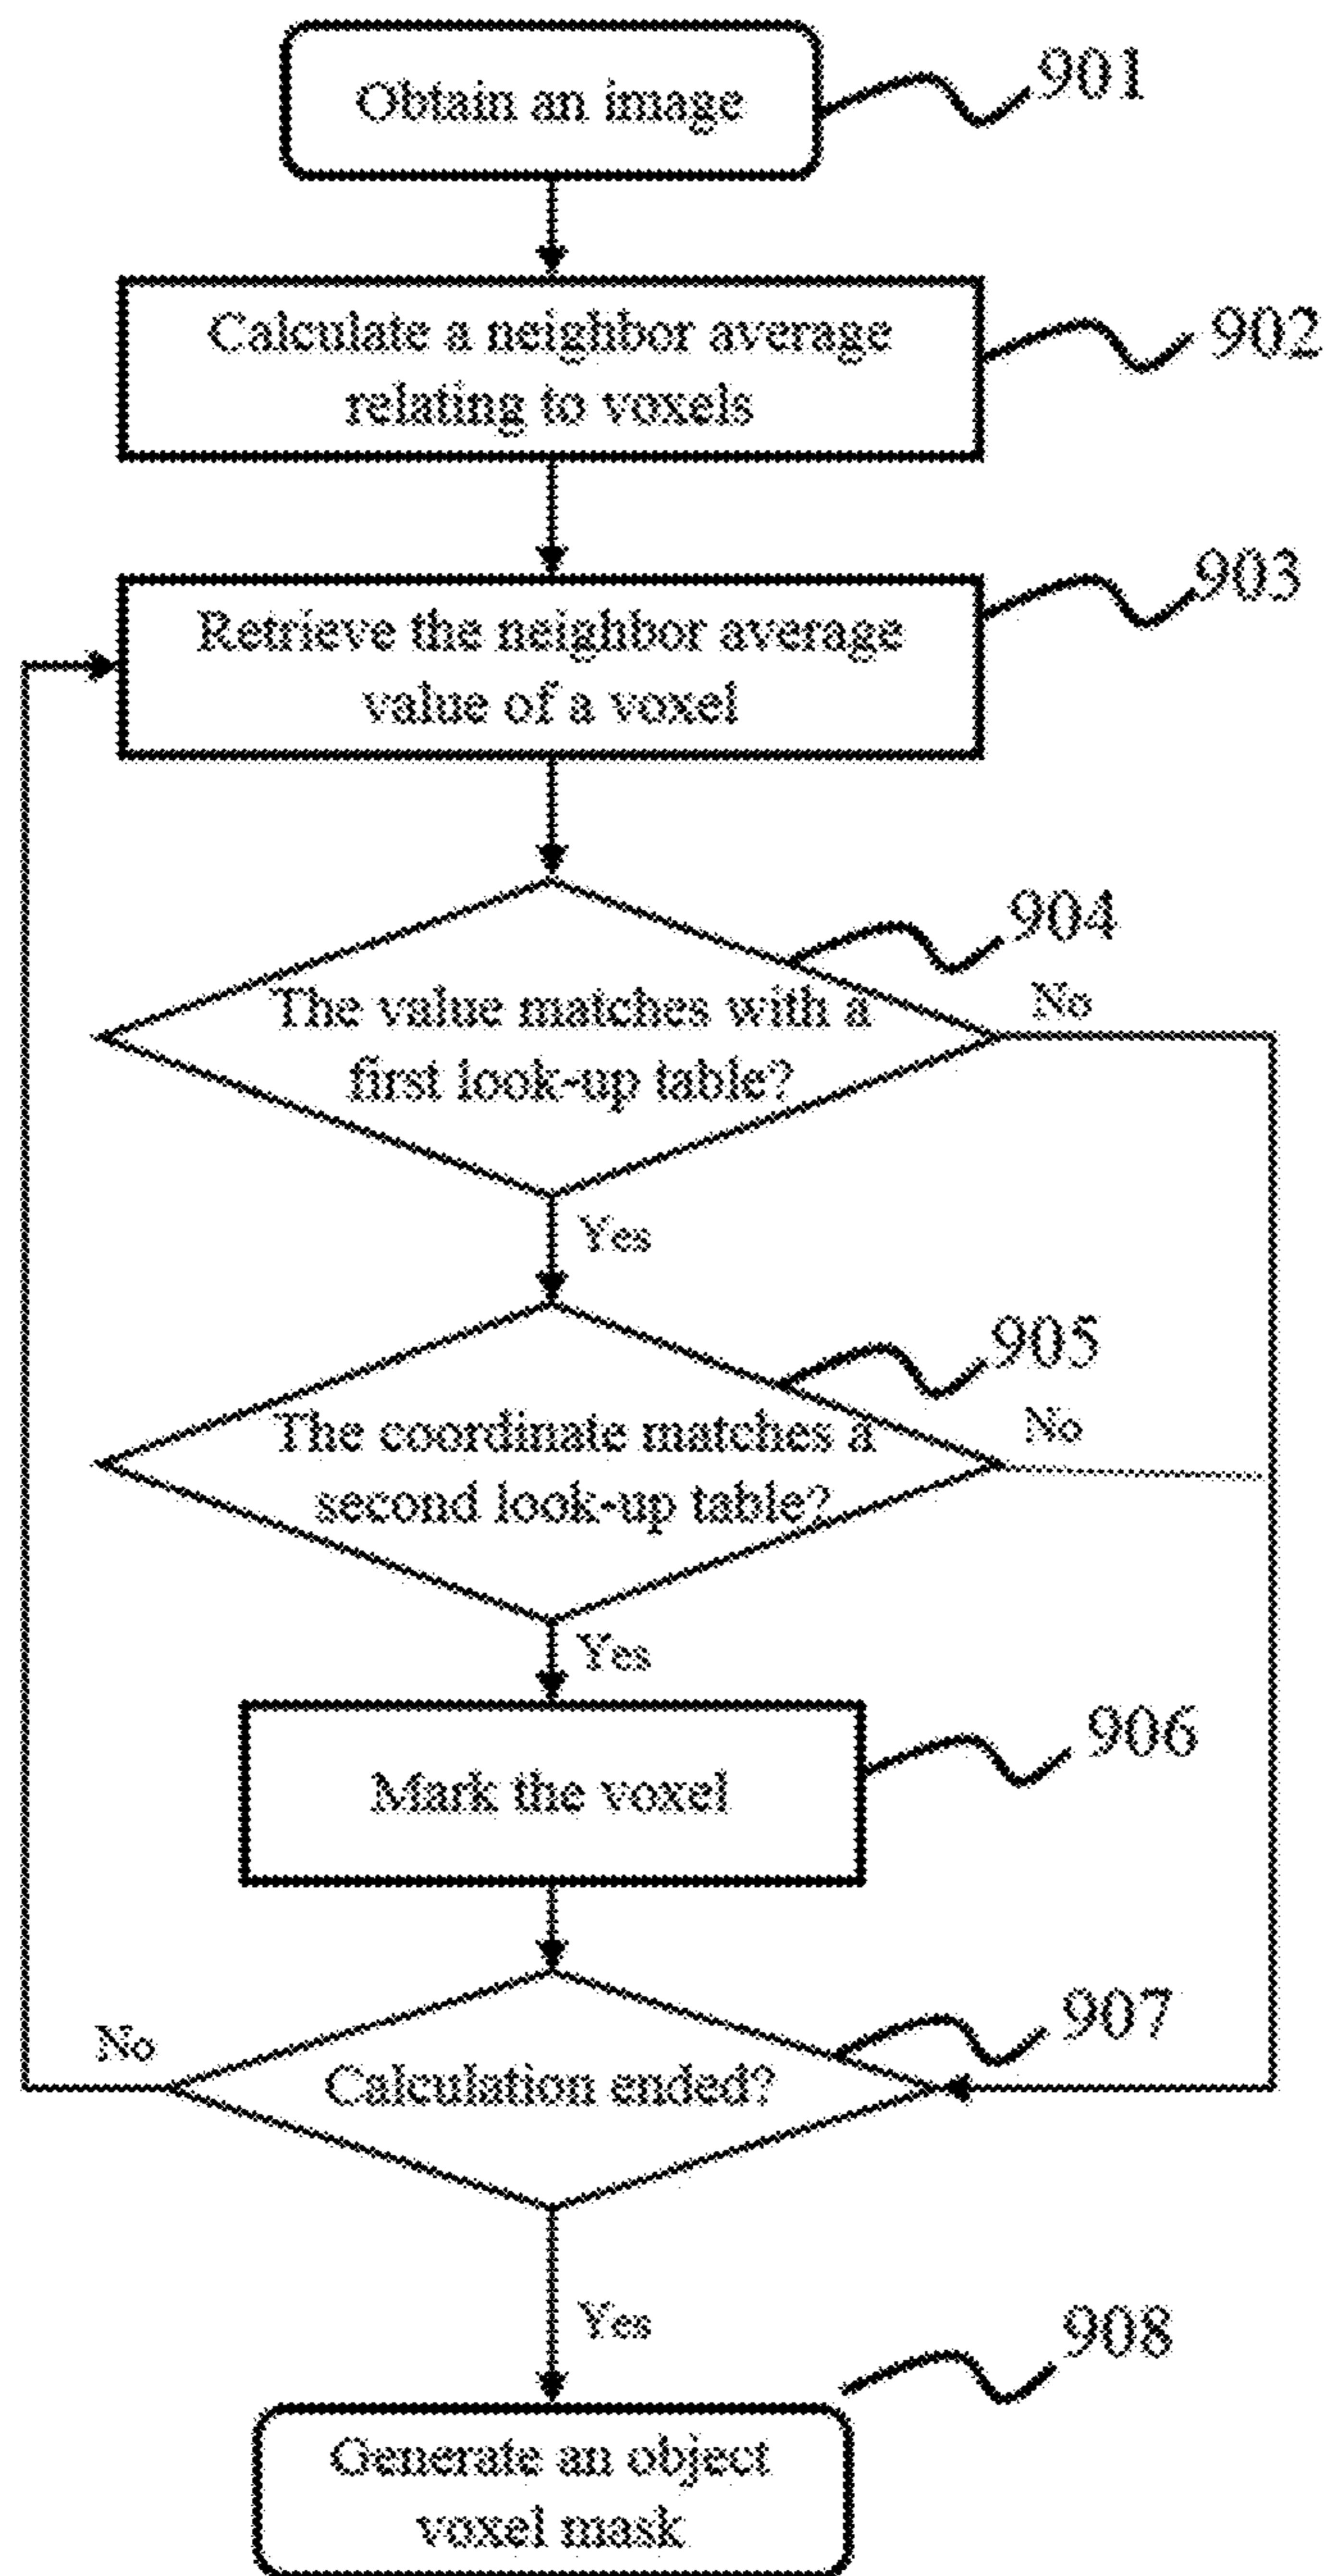 Obtain an image
901
Calculate a neighbor average
relating to voxels
902
Retrieve the neighbor average
value of a voxel
903
904
The value matches with a
first look-up table?
No
Yes
905
The coordinate matches a
second look-up table?
No
Yes
Mark the voxel
906
907
Calculation ended?
No
Yes
908
Generate an object
voxel mask